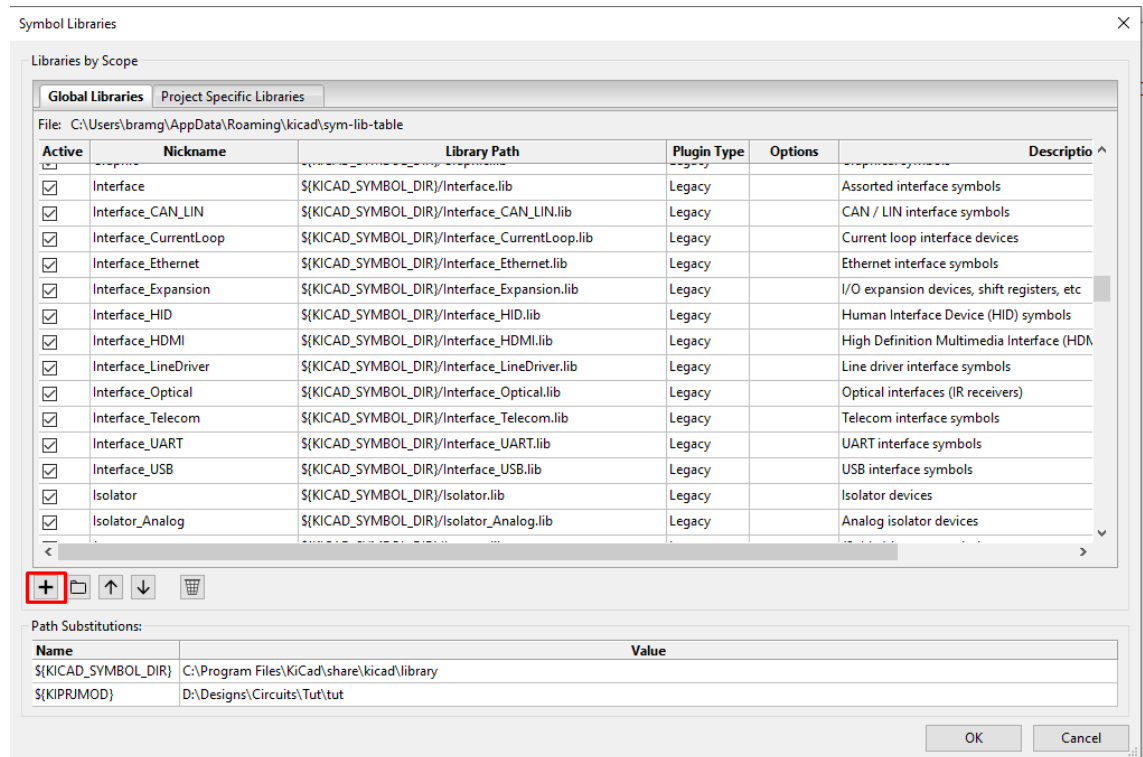 Symbol Libraries
Libraries by Scope
Global Libraries Project Specific Libraries
File: C:\Users\bramg\AppData\Roaming\kicad\sym-lib-table
Active Nickname Library Path Plugin Type Options Descriptio
Interface ${KICAD_SYMBOL_DIR}/Interface.lib Legacy Assorted interface symbols
Interface_CAN_LIN ${KICAD_SYMBOL_DIR}/Interface_CAN_LIN.lib Legacy CAN / LIN interface symbols
Interface_CurrentLoop ${KICAD_SYMBOL_DIR}/Interface_CurrentLoop.lib Legacy Current loop interface devices
Interface_Ethernet ${KICAD_SYMBOL_DIR}/Interface_Ethernet.lib Legacy Ethernet interface symbols
Interface_Expansion ${KICAD_SYMBOL_DIR}/Interface_Expansion.lib Legacy I/O expansion devices, shift registers, etc
Interface_HID ${KICAD_SYMBOL_DIR}/Interface_HID.lib Legacy Human Interface Device (HID) symbols
Interface_HDMI ${KICAD_SYMBOL_DIR}/Interface_HDMI.lib Legacy High Definition Multimedia Interface (HDM
Interface_LineDriver ${KICAD_SYMBOL_DIR}/Interface_LineDriver.lib Legacy Line driver interface symbols
Interface_Optical ${KICAD_SYMBOL_DIR}/Interface_Optical.lib Legacy Optical interfaces (IR receivers)
Interface_Telecom ${KICAD_SYMBOL_DIR}/Interface_Telecom.lib Legacy Telecom interface symbols
Interface_UART ${KICAD_SYMBOL_DIR}/Interface_UART.lib Legacy UART interface symbols
Interface_USB ${KICAD_SYMBOL_DIR}/Interface_USB.lib Legacy USB interface symbols
Isolator ${KICAD_SYMBOL_DIR}/Isolator.lib Legacy Isolator devices
Isolator_Analog ${KICAD_SYMBOL_DIR}/Isolator_Analog.lib Legacy Analog isolator devices
Path Substitutions:
Name Value
${KICAD_SYMBOL_DIR} C:\Program Files\KiCad\share\kicad\library
${KIPRJMOD} D:\Designs\Circuits\Tut\tut
OK Cancel